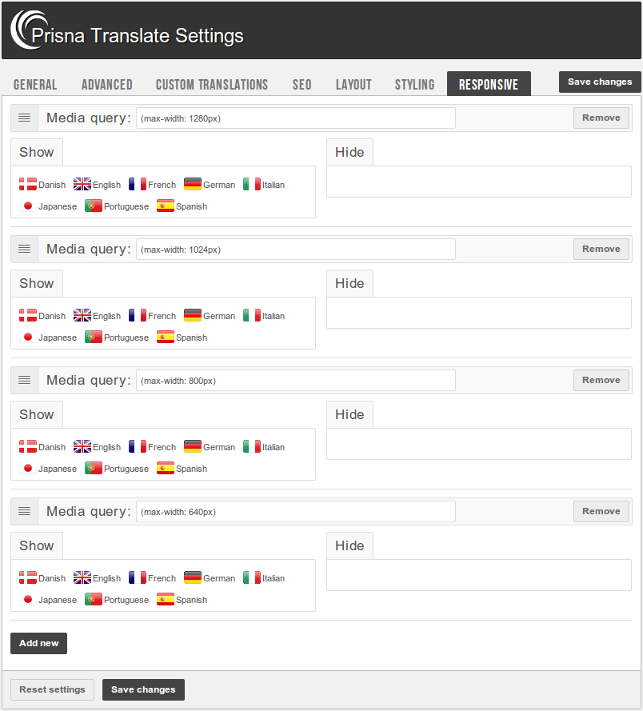 Prisna Translate Settings
GENERAL ADVANCED CUSTOM TRANSLATIONS SEO LAYOUT STYLING RESPONSIVE Save changes
Media query: (max-width: 1280px) Remove
Show Hide
Danish English French German Italian
Japanese Portuguese Spanish
Media query: (max-width: 1024px) Remove
Show Hide
Danish English French German Italian
Japanese Portuguese Spanish
Media query: (max-width: 800px) Remove
Show Hide
Danish English French German Italian
Japanese Portuguese Spanish
Media query: (max-width: 640px) Remove
Show Hide
Danish English French German Italian
Japanese Portuguese Spanish
Add new
Reset settings Save changes